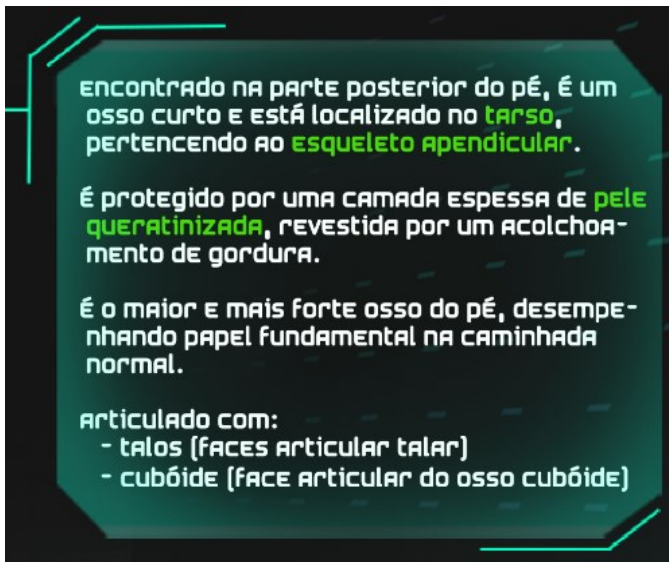 Encontrado na parte posterior do pé, é um
osso curto e está localizado no tarso,
pertencendo ao esqueleto apendicular.
É protegido por uma camada espessa de pele
queratinizada, revestida por um acolchoa-
mento de gordura.
É o maior e mais forte osso do pé, desempe-
nhando papel fundamental na caminhada
normal.
Articulado com:
- talos (faces articular talar)
- cubóide (face articular do osso cubóide)